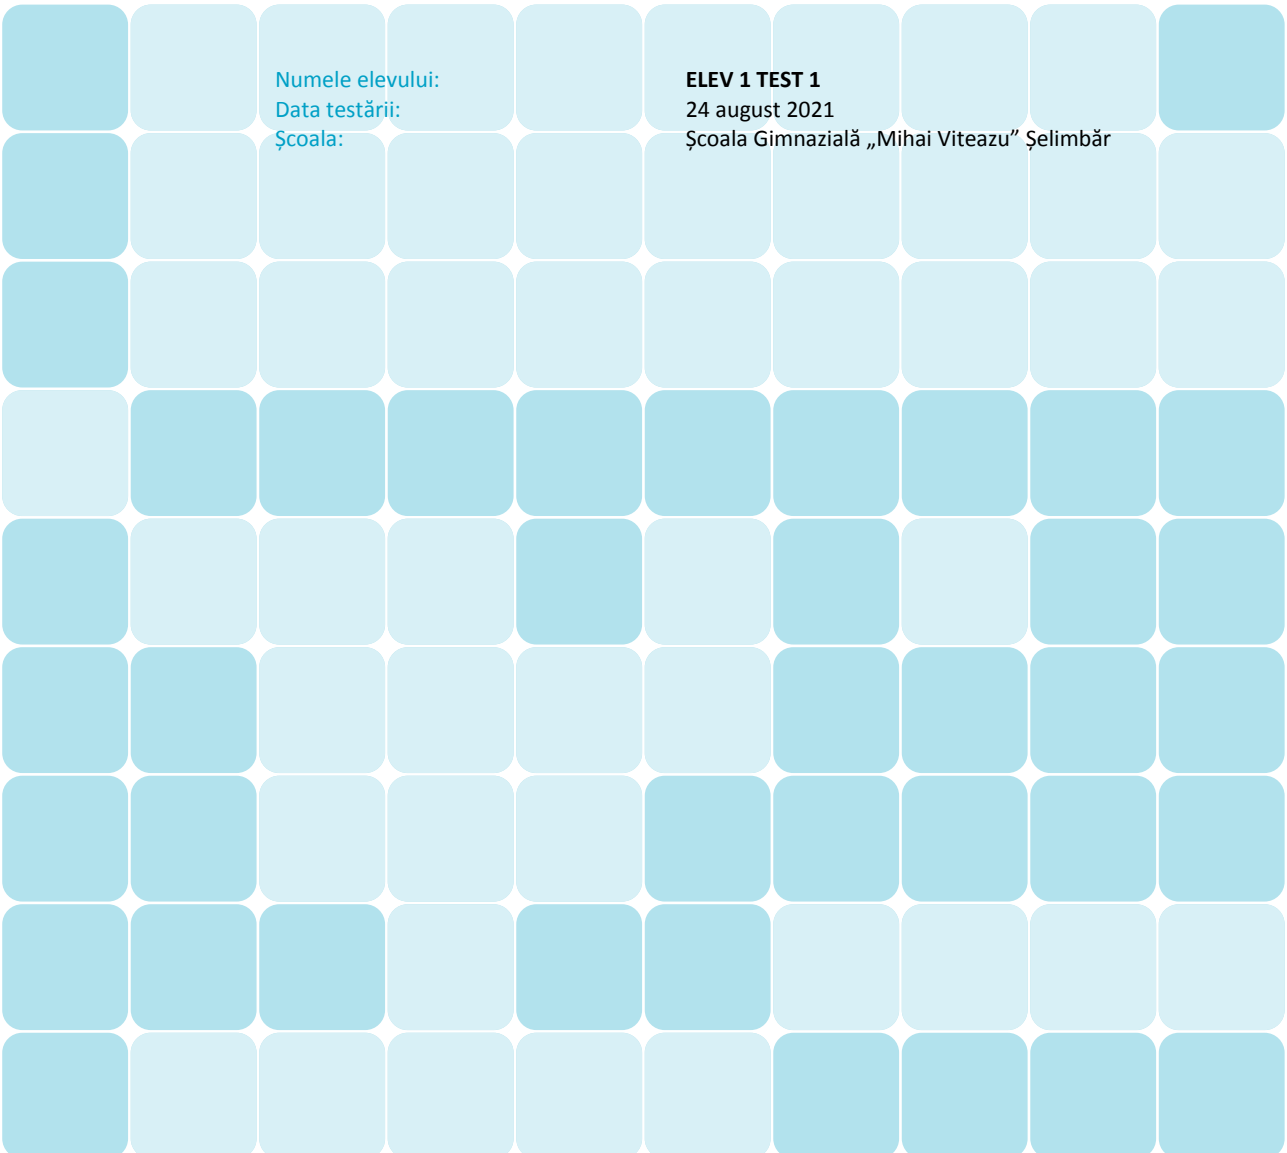 Numele elevului: ELEV 1 TEST 1
Data testării: 24 august 2021
Școala: Școala Gimnazială „Mihai Viteazu” Șelimbăr